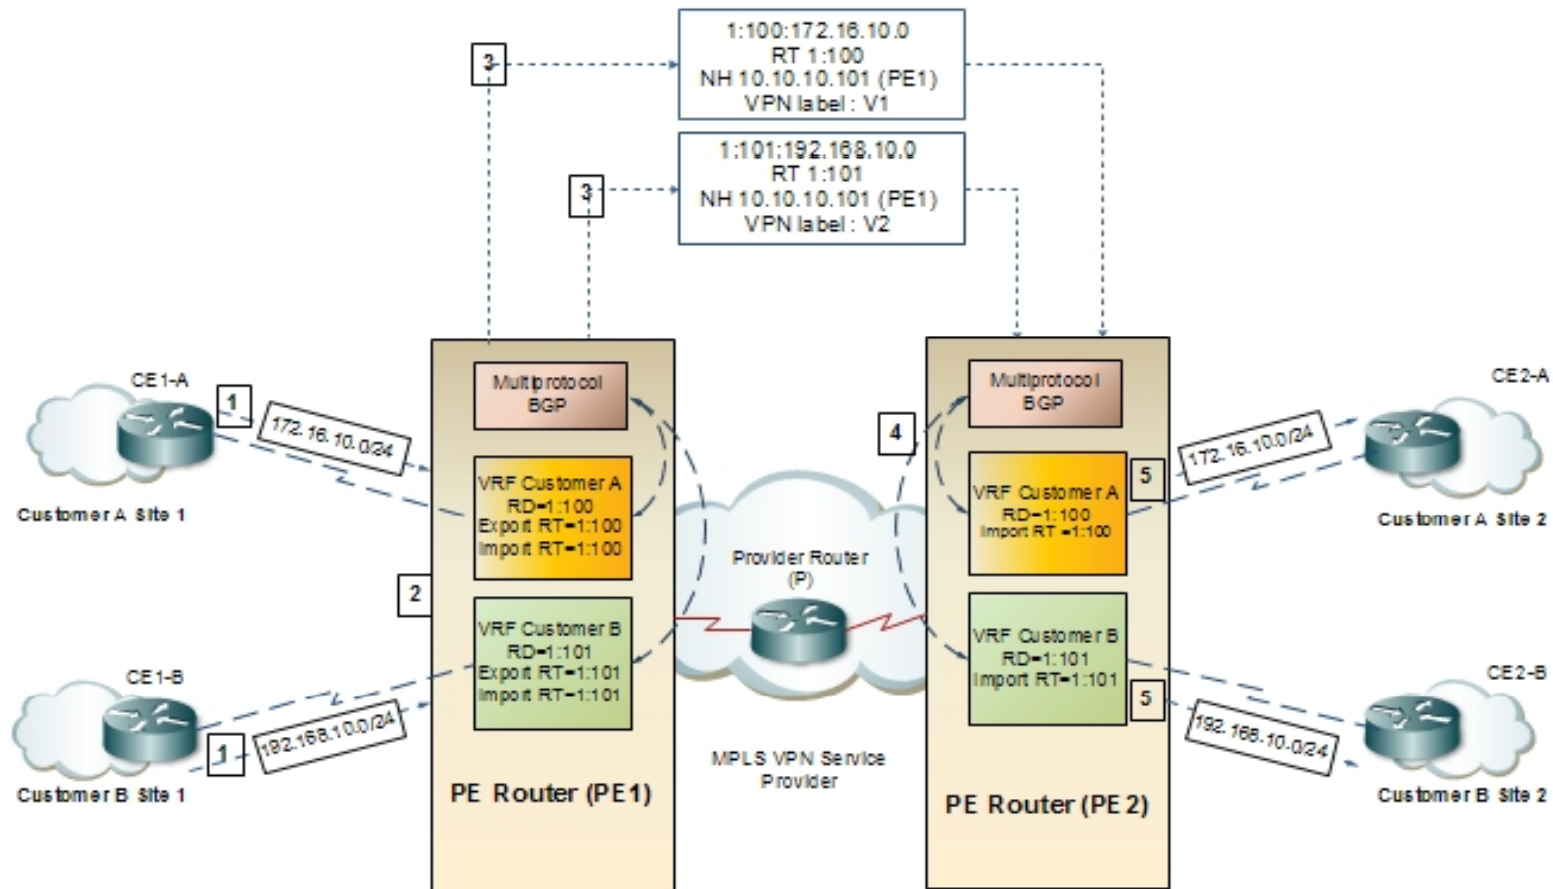 1:100:172.16.10.0
RT 1:100
NH 10.10.10.101 (PE1)
VPN label : V1
3
1:101:192.168.10.0
RT 1:101
NH 10.10.10.101 (PE1)
VPN label : V2
3
CE1-A
1
172.16.10.0/24
Customer A Site 1
CE1-B
1
192.168.10.0/24
Customer B Site 1
2
Multiprotocol
BGP
VRF Customer A
RD=1:100
Export RT=1:100
Import RT=1:100
VRF Customer B
RD=1:101
Export RT=1:101
Import RT=1:101
PE Router (PE1)
Provider Router
(P)
MPLS VPN Service
Provider
4
Multiprotocol
BGP
VRF Customer A
RD=1:100
Import RT =1:100
VRF Customer B
RD=1:101
Import RT=1:101
PE Router (PE2)
5
172.16.10.0/24
CE2-A
Customer A Site 2
5
192.168.10.0/24
CE2-B
Customer B Site 2